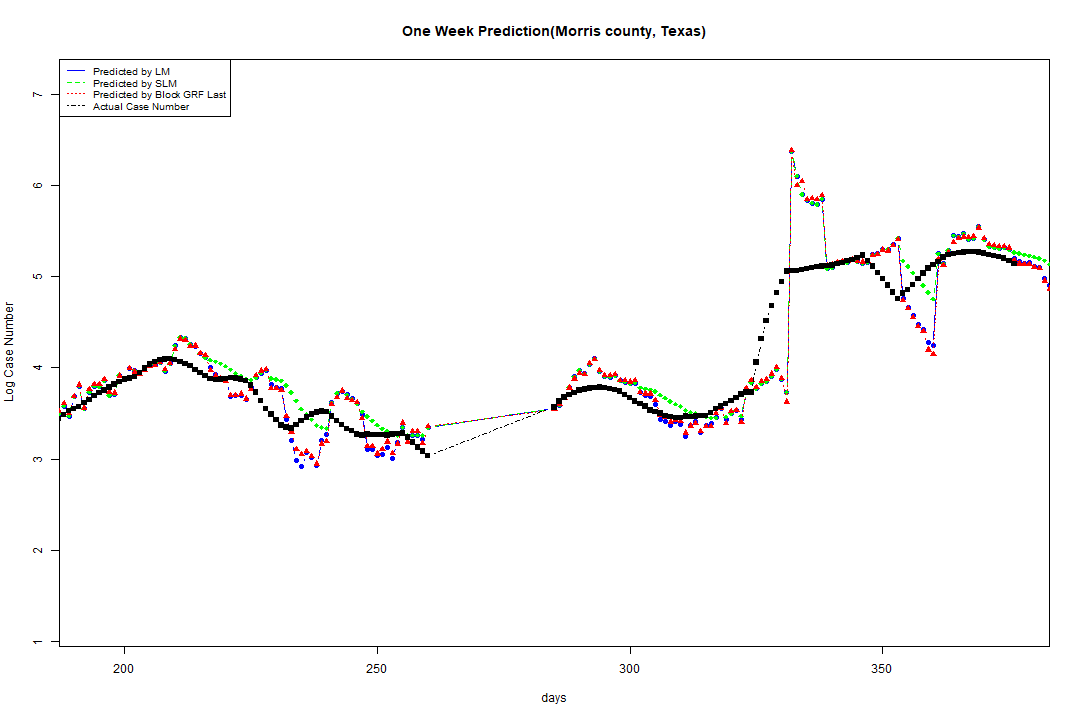 One Week Prediction(Morris county, Texas)
Predicted by LM
Predicted by SLM
Predicted by Block GRF Last
Actual Case Number
7
6
5
4
3
2
1
Log Case Number
200
250
300
350
days